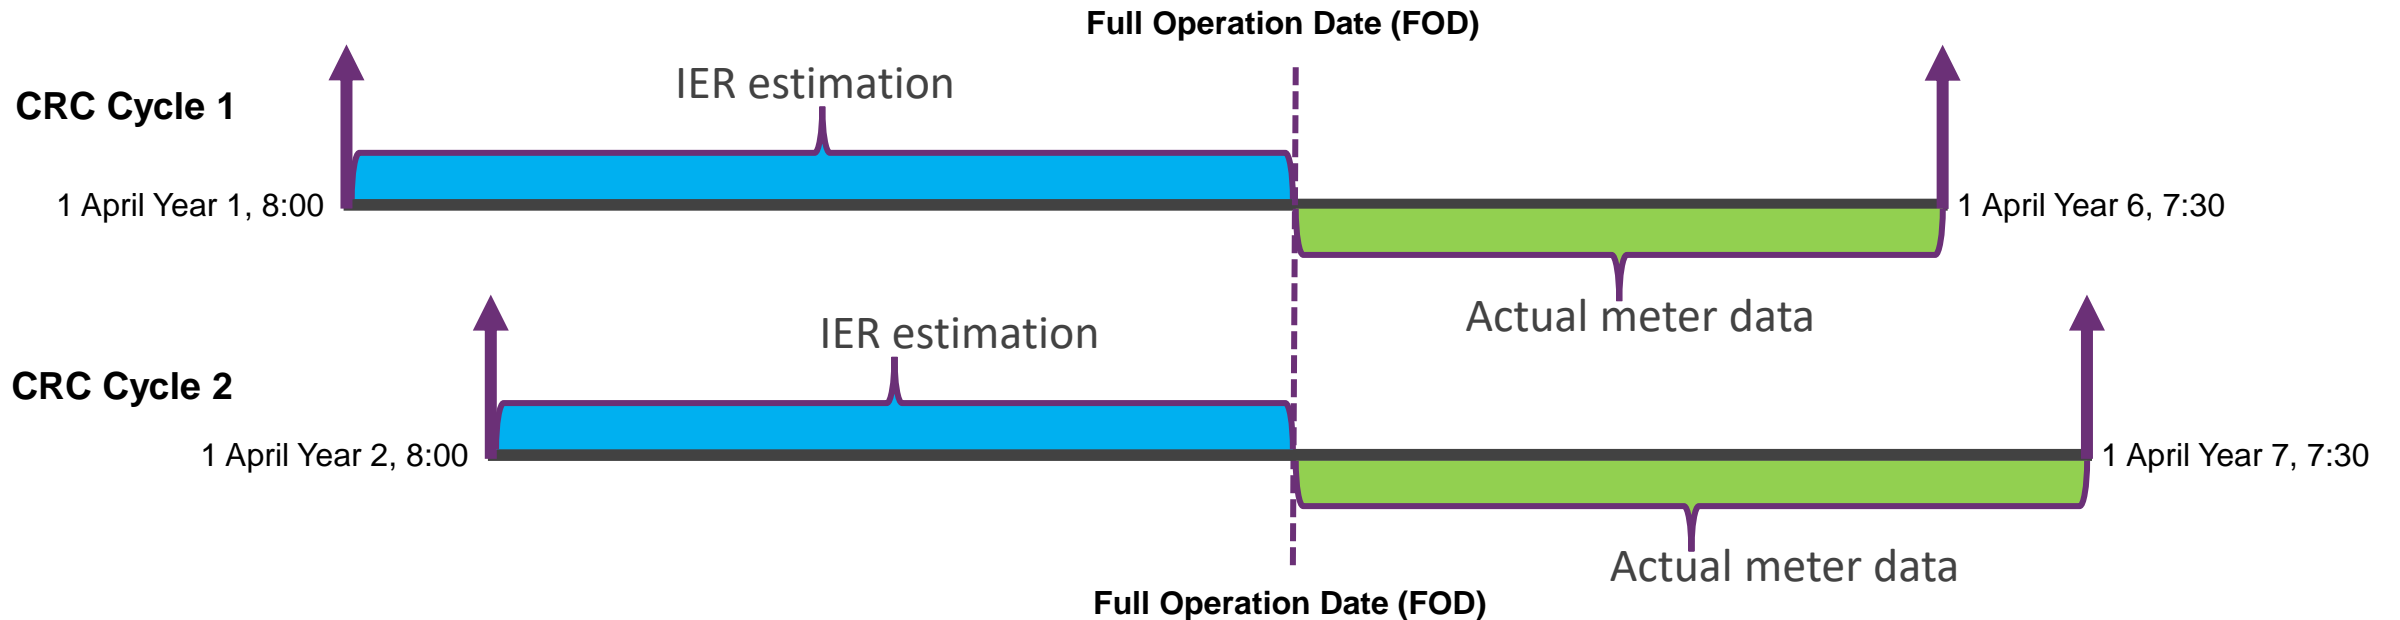 Full Operation Date (FOD)
IER estimation
CRC Cycle 1
1 April Year 1, 8:00
1 April Year 6, 7:30
Actual meter data
IER estimation
CRC Cycle 2
1 April Year 2, 8:00
1 April Year 7, 7:30
Actual meter data
Full Operation Date (FOD)